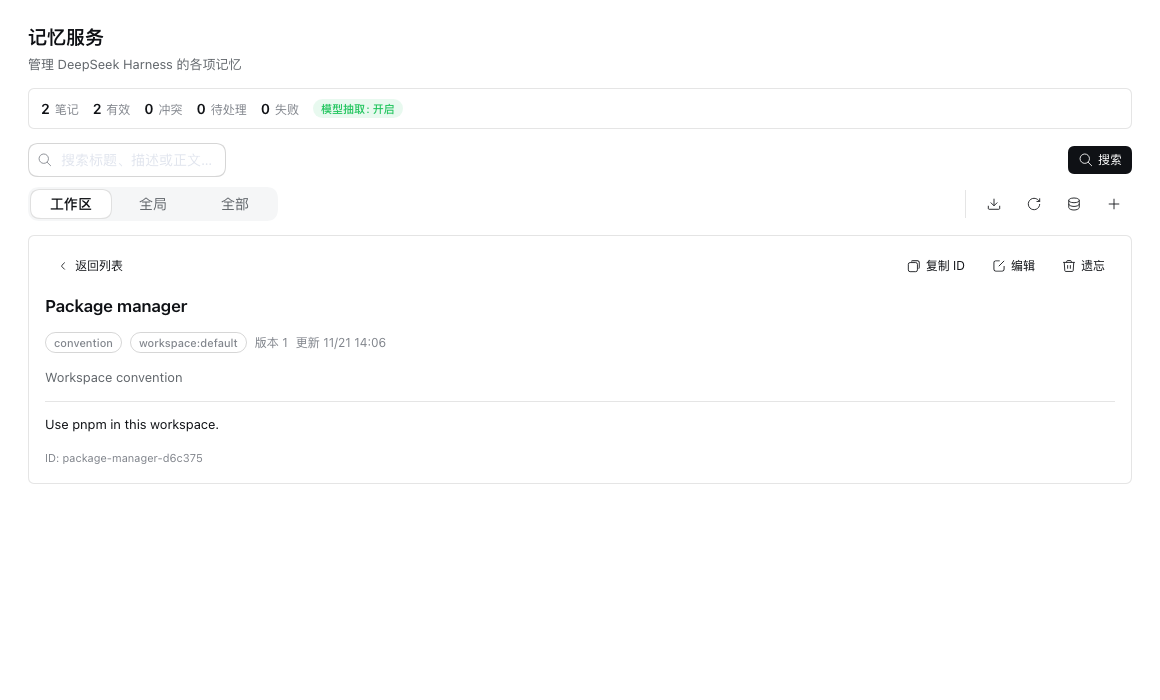 记忆服务
管理 DeepSeek Harness 的各项记忆
2 笔记 2 有效 0 冲突 0 待处理 0 失败 模型抽取: 开启
搜索标题、描述或正文...
搜索
工作区 全局 全部
返回列表 复制 ID 编辑 遗忘
Package manager
convention workspace:default 版本 1 更新 11/21 14:06
Workspace convention
Use pnpm in this workspace.
ID: package-manager-d6c375